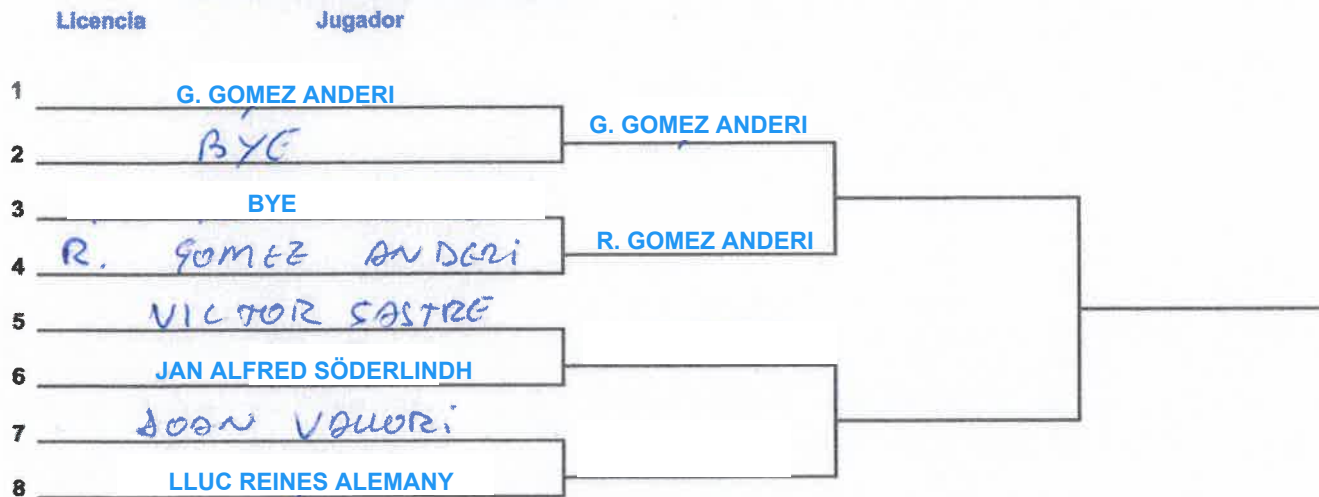 Licencia Jugador
1 G. GOMEZ ANDERI
G. GOMEZ ANDERI
2 BYE
3 BYE
R. GOMEZ ANDERI
4 R. GOMEZ ANDERI
5 VICTOR SASTRE
6 JAN ALFRED SÖDERLINDH
7 JOAN VALLORI
8 LLUC REINES ALEMANY